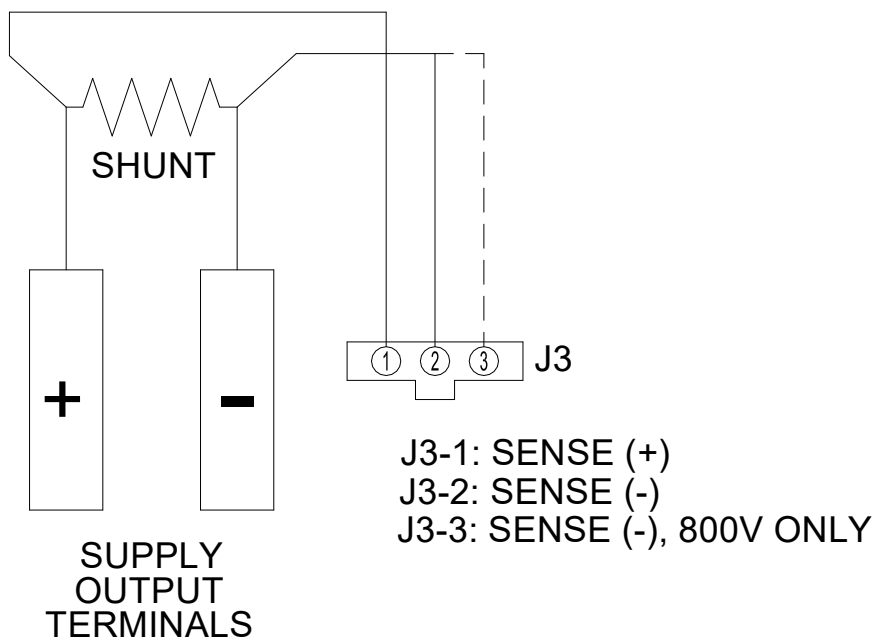 SHUNT
+
-
1 2 3 J3
J3-1: SENSE (+)
J3-2: SENSE (-)
J3-3: SENSE (-), 800V ONLY
SUPPLY
OUTPUT
TERMINALS